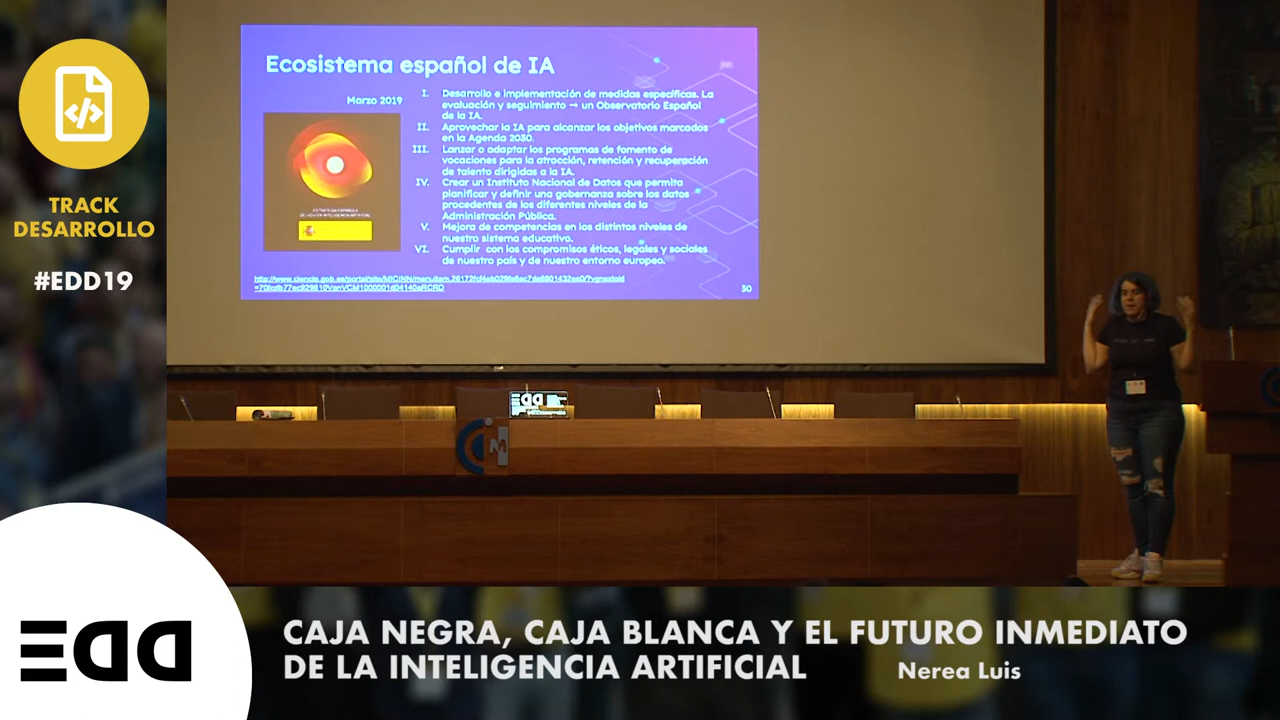 TRACK
DESARROLLO
#EDD19
Ecosistema español de IA
Marzo 2019
I. Desarrollo e implementación de medidas específicas. La
evaluación y seguimiento → un Observatorio Español
de la IA.
II. Aprovechar la IA para alcanzar los objetivos marcados
en la Agenda 2030.
III. Lanzar o adaptar los programas de fomento de
vocaciones para la atracción, retención y recuperación
de talento dirigidas a la IA.
IV. Crear un Instituto Nacional de Datos que permita
planificar y definir una gobernanza sobre los datos
procedentes de los diferentes niveles de la
Administración Pública.
V. Mejora de competencias en los distintos niveles de
nuestro sistema educativo.
VI. Cumplir con los compromisos éticos, legales y sociales
de nuestro país y de nuestro entorno europeo.
30
EDD
CAJA NEGRA, CAJA BLANCA Y EL FUTURO INMEDIATO
DE LA INTELIGENCIA ARTIFICIAL
Nerea Luis